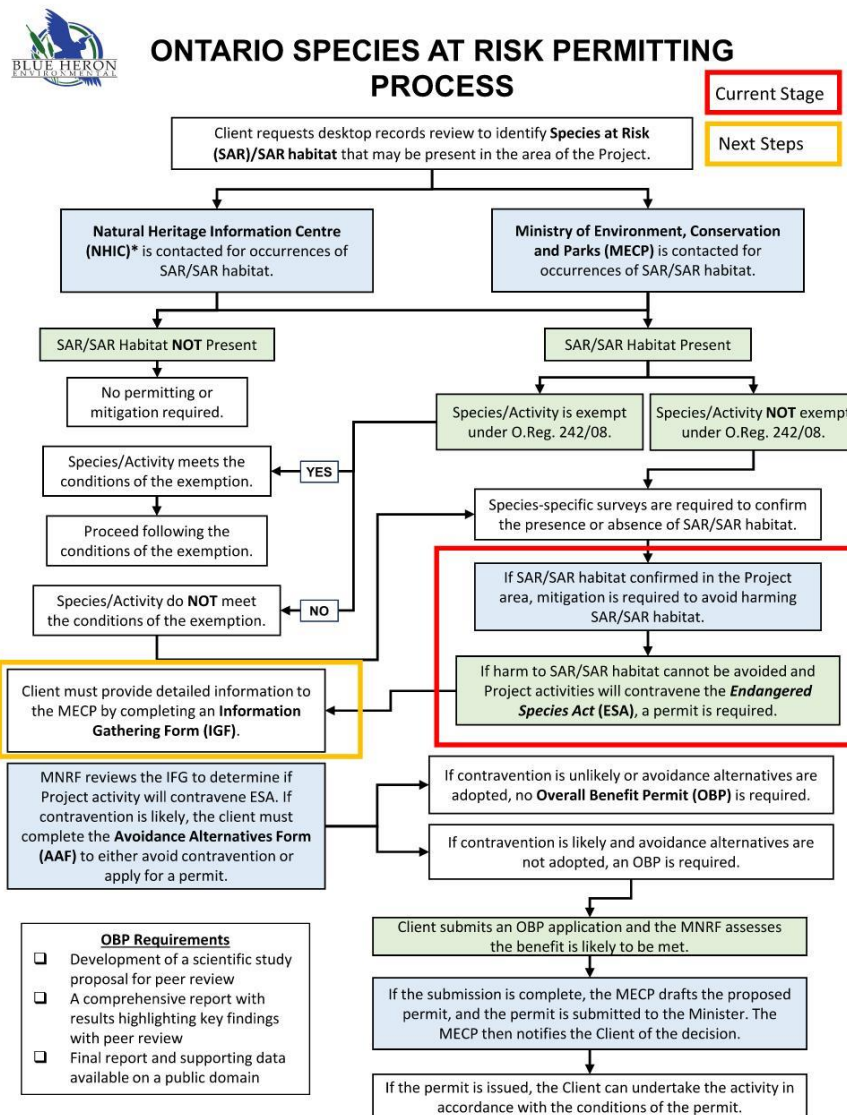 BLUE HERON
ENVIRONMENTAL
ONTARIO SPECIES AT RISK PERMITTING
PROCESS
Current Stage
Next Steps
Client requests desktop records review to identify Species at Risk
(SAR)/SAR habitat that may be present in the area of the Project.
Natural Heritage Information Centre
(NHIC)* is contacted for occurrences of
SAR/SAR habitat.
Ministry of Environment, Conservation
and Parks (MECP) is contacted for
occurrences of SAR/SAR habitat.
SAR/SAR Habitat NOT Present
SAR/SAR Habitat Present
No permitting or
mitigation required.
Species/Activity is exempt
under O.Reg. 242/08.
Species/Activity NOT exempt
under O.Reg. 242/08.
Species/Activity meets the
conditions of the exemption.
YES
Proceed following the
conditions of the exemption.
Species-specific surveys are required to confirm
the presence or absence of SAR/SAR habitat.
Species/Activity do NOT meet
the conditions of the exemption.
NO
If SAR/SAR habitat confirmed in the Project
area, mitigation is required to avoid harming
SAR/SAR habitat.
If harm to SAR/SAR habitat cannot be avoided and
Project activities will contravene the Endangered
Species Act (ESA), a permit is required.
Client must provide detailed information to
the MECP by completing an Information
Gathering Form (IGF).
MNRF reviews the IFG to determine if
Project activity will contravene ESA. If
contravention is likely, the client must
complete the Avoidance Alternatives Form
(AAF) to either avoid contravention or
apply for a permit.
If contravention is unlikely or avoidance alternatives are
adopted, no Overall Benefit Permit (OBP) is required.
If contravention is likely and avoidance alternatives are
not adopted, an OBP is required.
Client submits an OBP application and the MNRF assesses
the benefit is likely to be met.
If the submission is complete, the MECP drafts the proposed
permit, and the permit is submitted to the Minister. The
MECP then notifies the Client of the decision.
If the permit is issued, the Client can undertake the activity in
accordance with the conditions of the permit.
OBP Requirements
❑ Development of a scientific study
proposal for peer review
❑ A comprehensive report with
results highlighting key findings
with peer review
❑ Final report and supporting data
available on a public domain